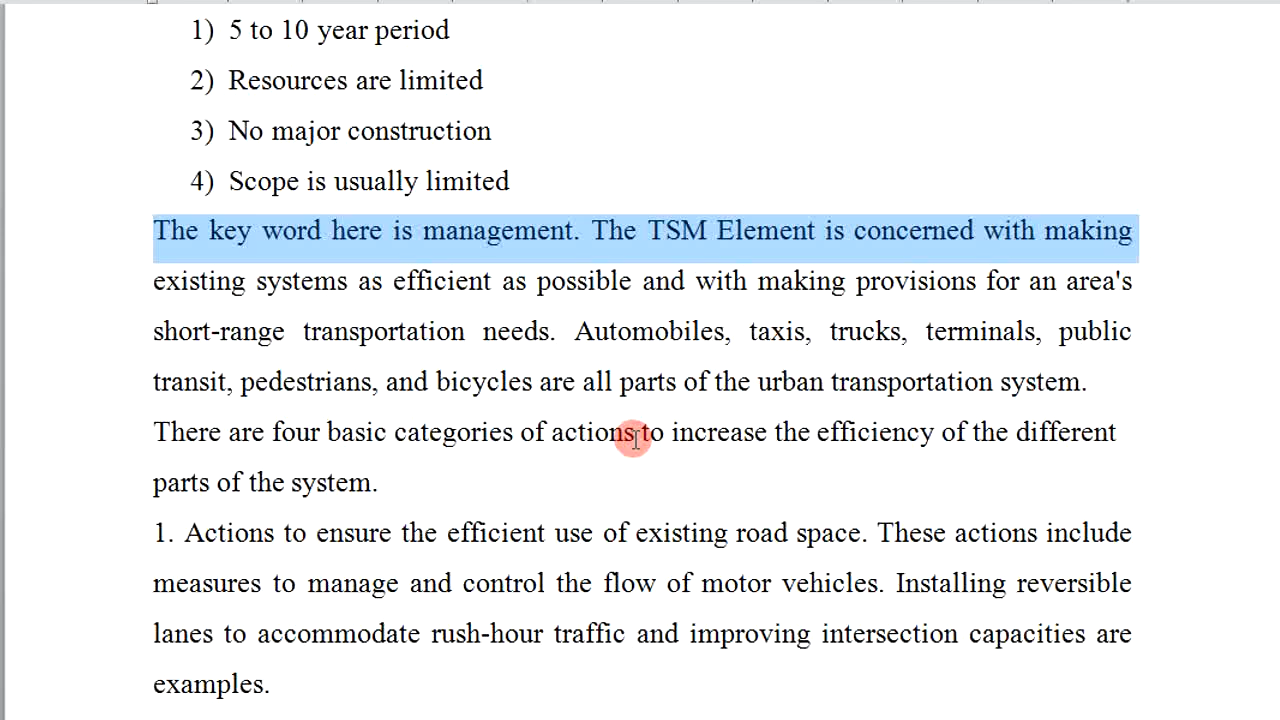 1) 5 to 10 year period
2) Resources are limited
3) No major construction
4) Scope is usually limited
The key word here is management. The TSM Element is concerned with making
existing systems as efficient as possible and with making provisions for an area's
short-range transportation needs. Automobiles, taxis, trucks, terminals, public
transit, pedestrians, and bicycles are all parts of the urban transportation system.
There are four basic categories of actions to increase the efficiency of the different
parts of the system.
1. Actions to ensure the efficient use of existing road space. These actions include
measures to manage and control the flow of motor vehicles. Installing reversible
lanes to accommodate rush-hour traffic and improving intersection capacities are
examples.